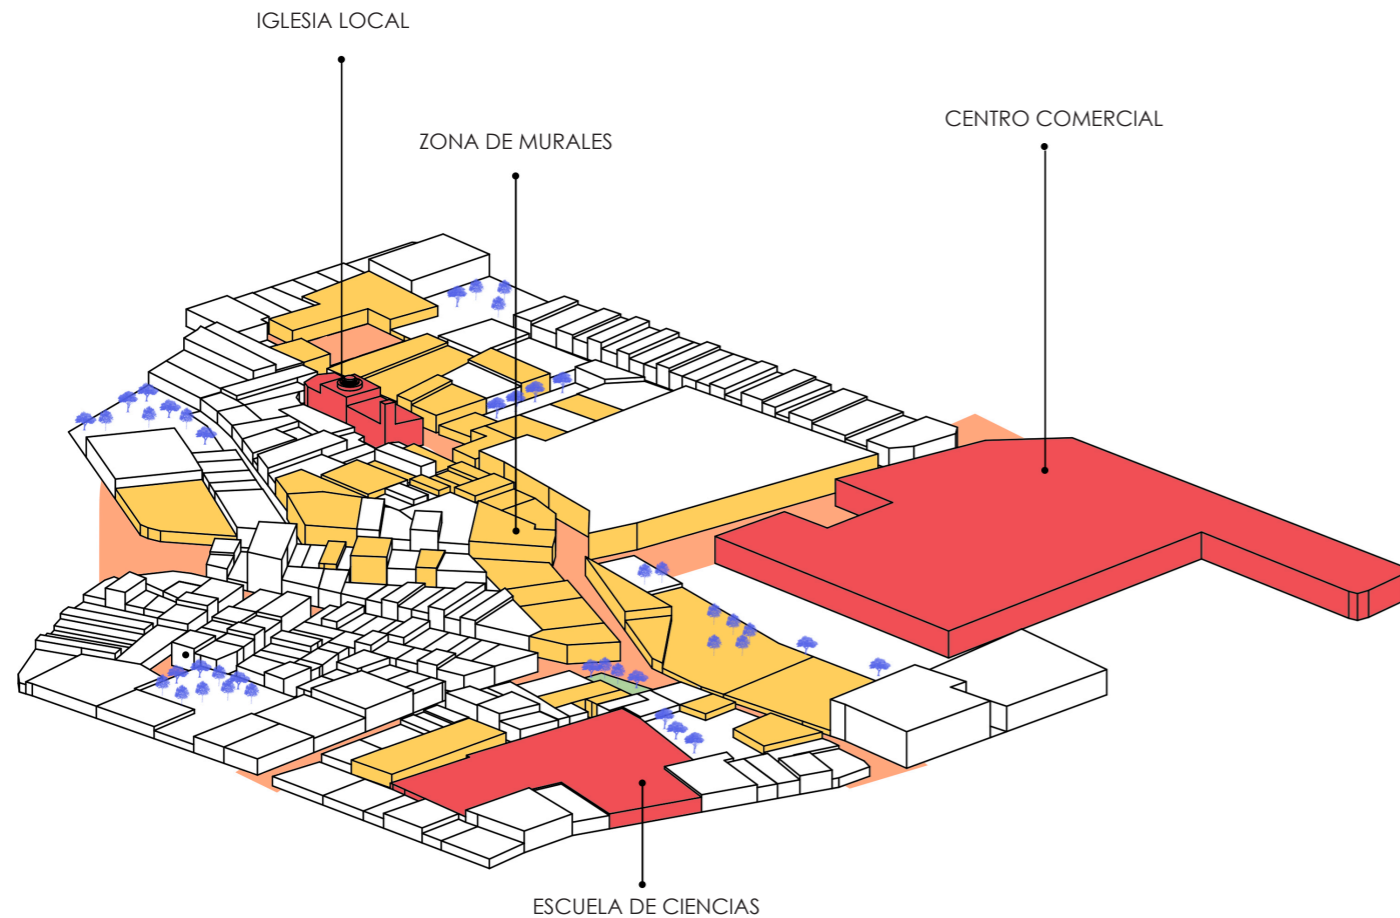 IGLESIA LOCAL
CENTRO COMERCIAL
ZONA DE MURALES
ESCUELA DE CIENCIAS